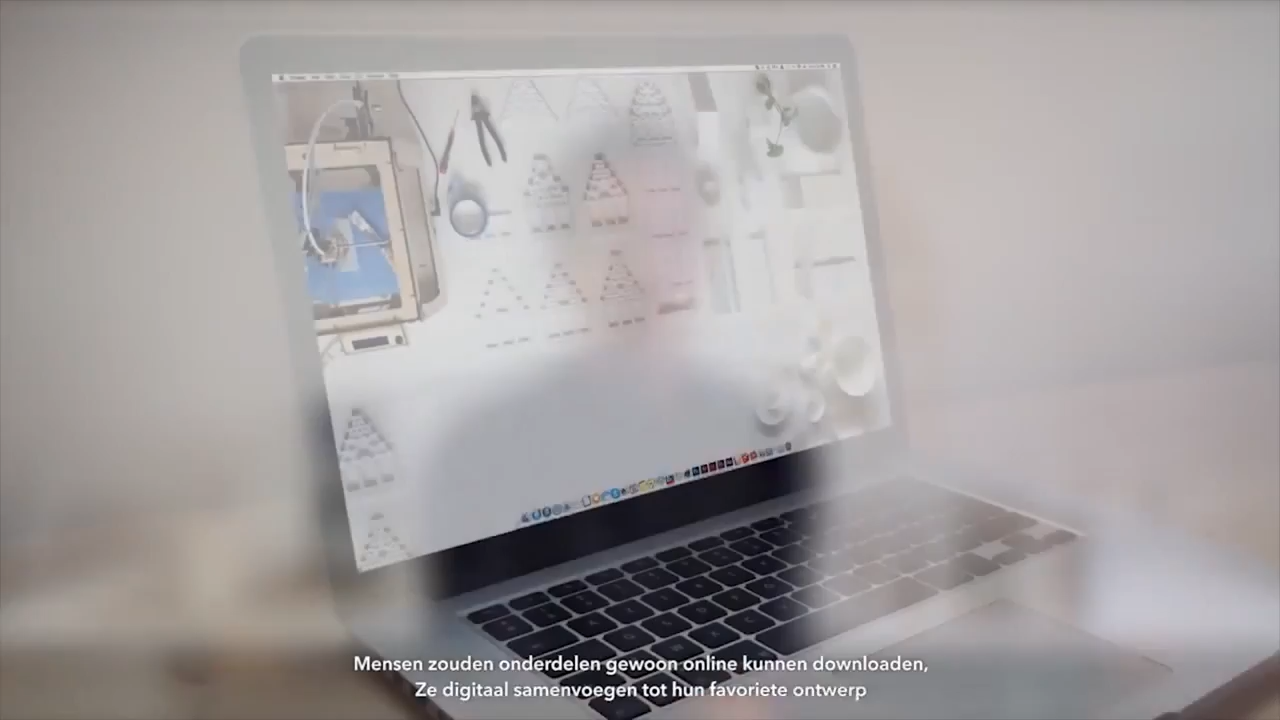 Mensen zouden onderdelen gewoon online kunnen downloaden,
Ze digitaal samenvoegen tot hun favoriete ontwerp